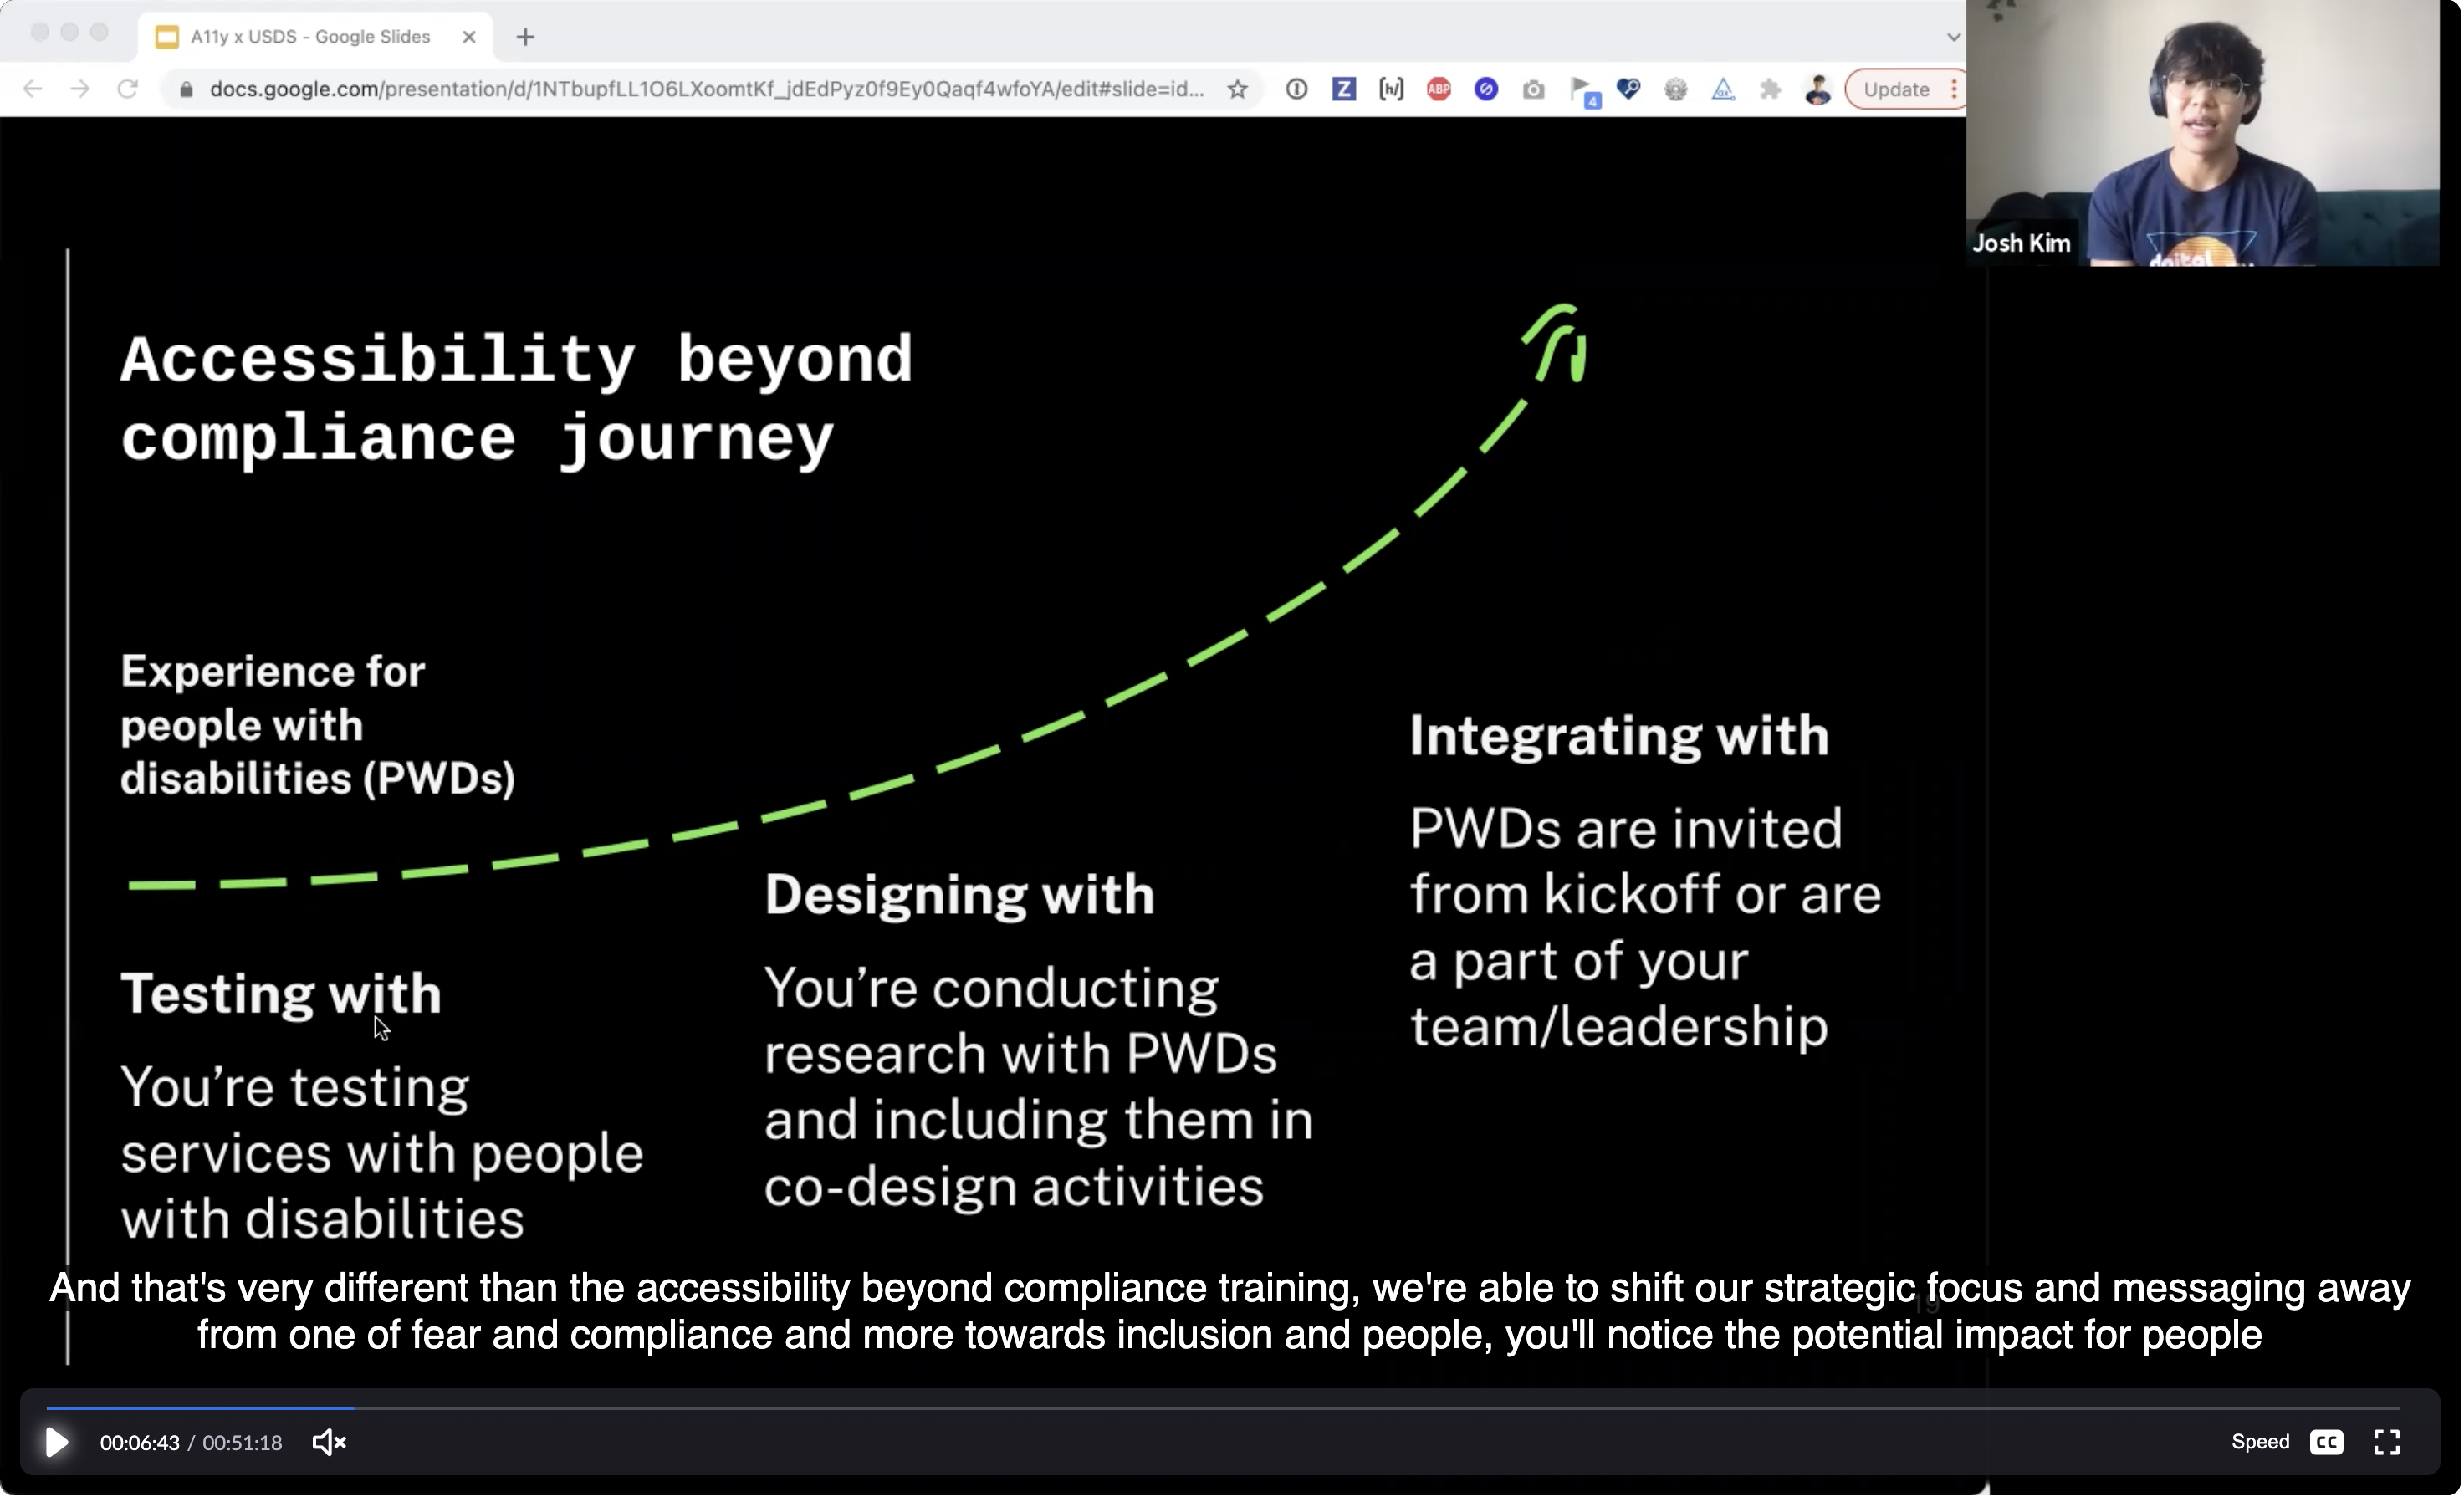 A11y x USDS - Google Slides
docs.google.com/presentation/d/1NTbupfLL1O6LXoomtKf_jdEdPyz0f9Ey0Qaqf4wfoYA/edit#slide=id...
Z
[h/]
ABP
4
Update
Josh Kim
Accessibility beyond
compliance journey
Experience for
people with
disabilities (PWDs)
Testing with
You're testing
services with people
with disabilities
Designing with
You're conducting
research with PWDs
and including them in
co-design activities
Integrating with
PWDs are invited
from kickoff or are
a part of your
team/leadership
19
And that's very different than the accessibility beyond compliance training, we're able to shift our strategic focus and messaging away
from one of fear and compliance and more towards inclusion and people, you'll notice the potential impact for people
00:06:43 / 00:51:18
Speed
CC